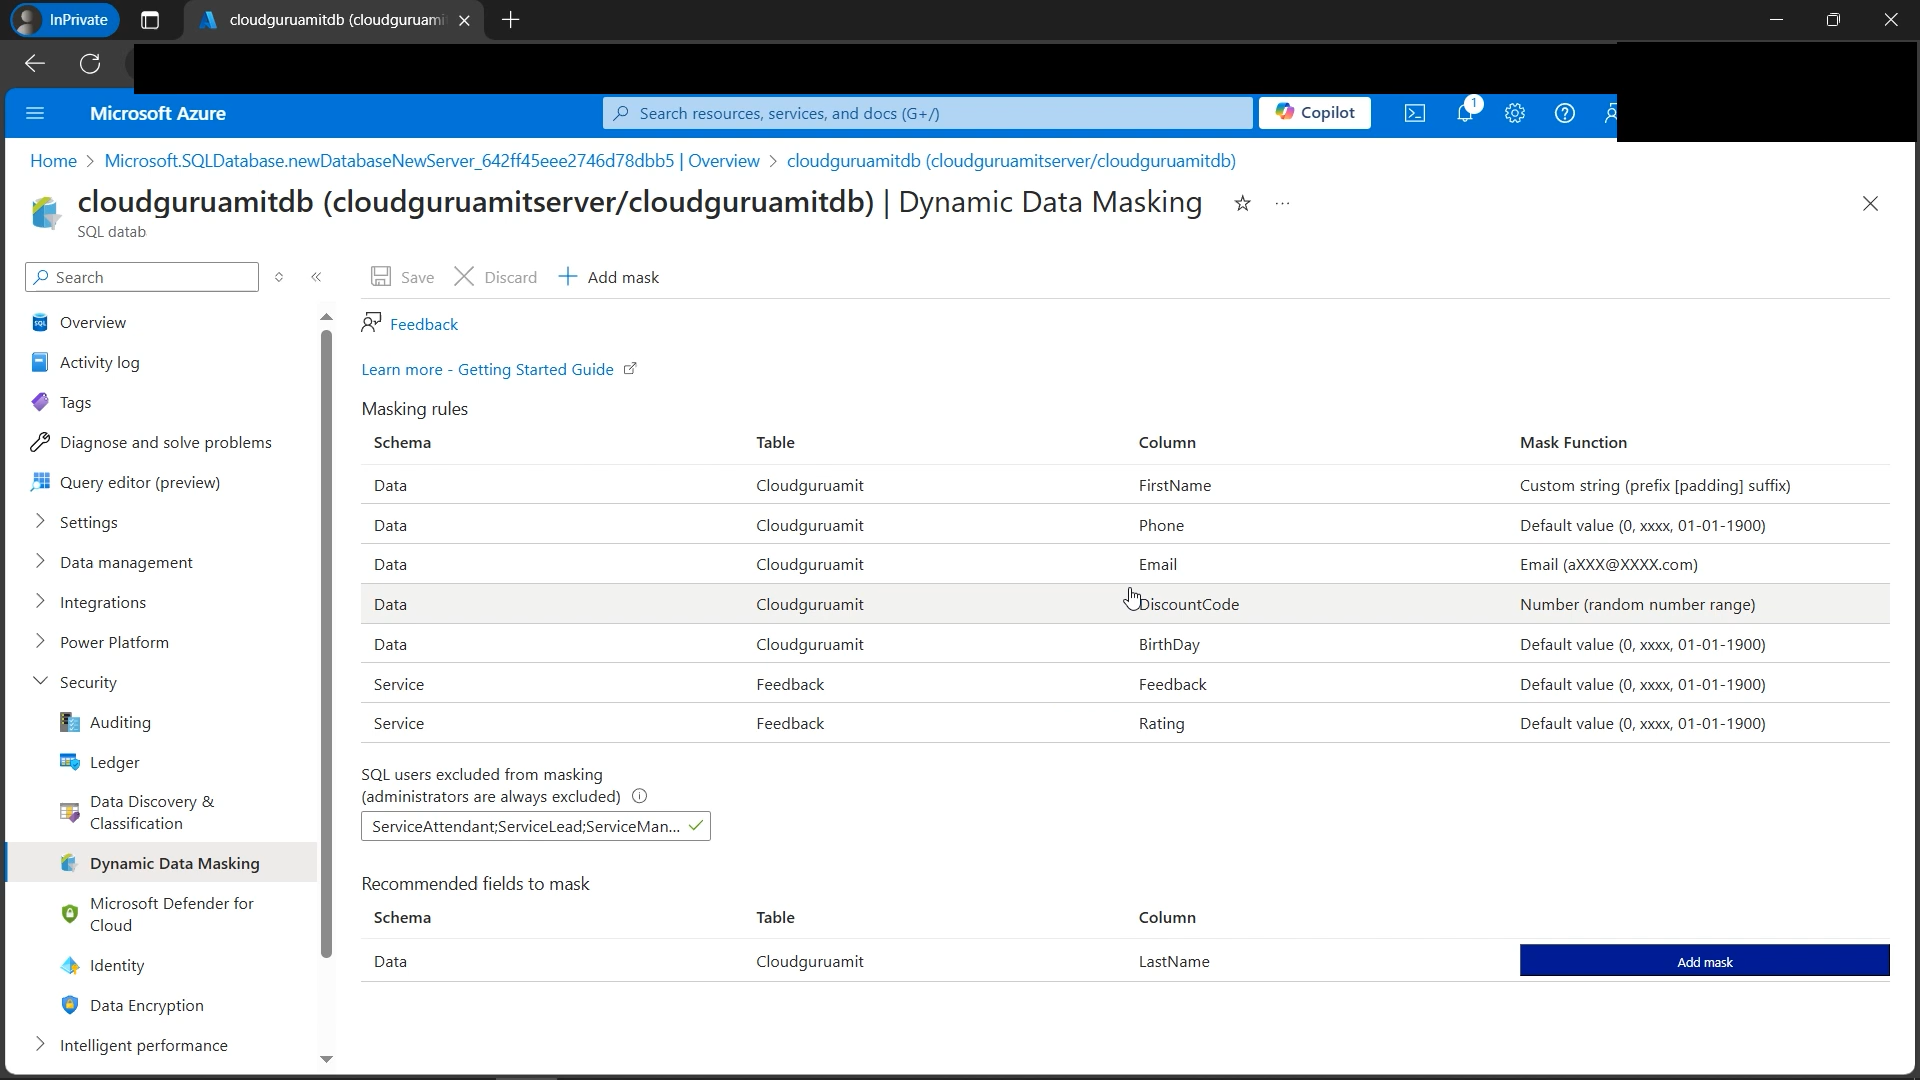 InPrivate
cloudguruamitdb (cloudguruami
Microsoft Azure
Search resources, services, and docs (G+/)
Copilot
1
Home > Microsoft.SQLDatabase.newDatabaseNewServer_642ff45eee2746d78dbb5 | Overview > cloudguruamitdb (cloudguruamitserver/cloudguruamitdb)
cloudguruamitdb (cloudguruamitserver/cloudguruamitdb) | Dynamic Data Masking
SQL datab
Search
Overview
Activity log
Tags
Diagnose and solve problems
Query editor (preview)
Settings
Data management
Integrations
Power Platform
Security
Auditing
Ledger
Data Discovery &
Classification
Dynamic Data Masking
Microsoft Defender for
Cloud
Identity
Data Encryption
Intelligent performance
Save Discard Add mask
Feedback
Learn more - Getting Started Guide
Masking rules
Schema Table Column Mask Function
Data Cloudguruamit FirstName Custom string (prefix [padding] suffix)
Data Cloudguruamit Phone Default value (0, xxxx, 01-01-1900)
Data Cloudguruamit Email Email (aXXX@XXXX.com)
Data Cloudguruamit DiscountCode Number (random number range)
Data Cloudguruamit BirthDay Default value (0, xxxx, 01-01-1900)
Service Feedback Feedback Default value (0, xxxx, 01-01-1900)
Service Feedback Rating Default value (0, xxxx, 01-01-1900)
SQL users excluded from masking
(administrators are always excluded)
ServiceAttendant;ServiceLead;ServiceMan...
Recommended fields to mask
Schema Table Column
Data Cloudguruamit LastName Add mask